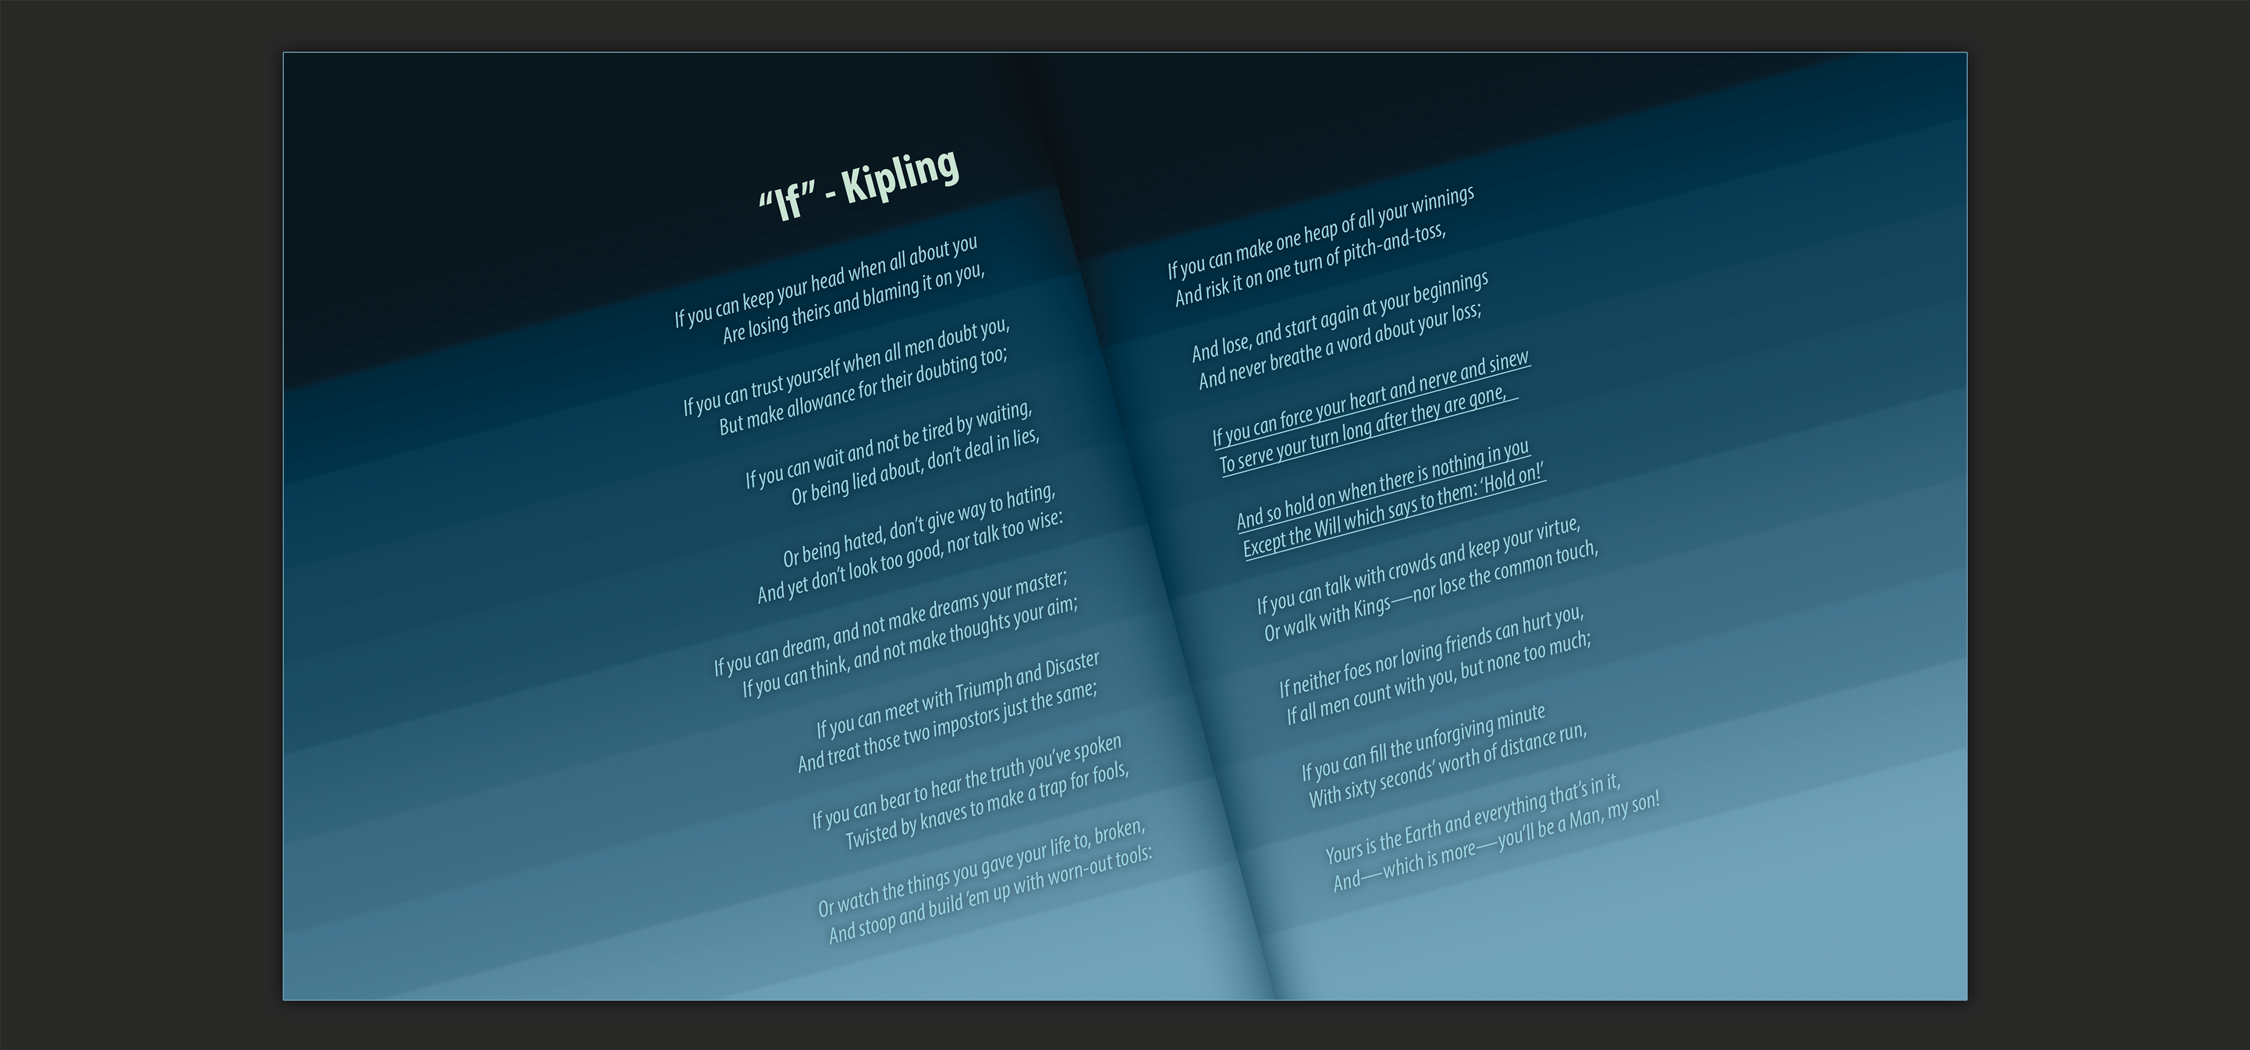 “If” - Kipling
If you can keep your head when all about you
Are losing theirs and blaming it on you,
If you can trust yourself when all men doubt you,
But make allowance for their doubting too;
If you can wait and not be tired by waiting,
Or being lied about, don’t deal in lies,
Or being hated, don’t give way to hating,
And yet don’t look too good, nor talk too wise:
If you can dream, and not make dreams your master;
If you can think, and not make thoughts your aim;
If you can meet with Triumph and Disaster
And treat those two impostors just the same;
If you can bear to hear the truth you’ve spoken
Twisted by knaves to make a trap for fools,
Or watch the things you gave your life to, broken,
And stoop and build ’em up with worn-out tools:
If you can make one heap of all your winnings
And risk it on one turn of pitch-and-toss,
And lose, and start again at your beginnings
And never breathe a word about your loss;
If you can force your heart and nerve and sinew
To serve your turn long after they are gone,
And so hold on when there is nothing in you
Except the Will which says to them: ‘Hold on!’
If you can talk with crowds and keep your virtue,
Or walk with Kings—nor lose the common touch,
If neither foes nor loving friends can hurt you,
If all men count with you, but none too much;
If you can fill the unforgiving minute
With sixty seconds’ worth of distance run,
Yours is the Earth and everything that’s in it,
And—which is more—you’ll be a Man, my son!